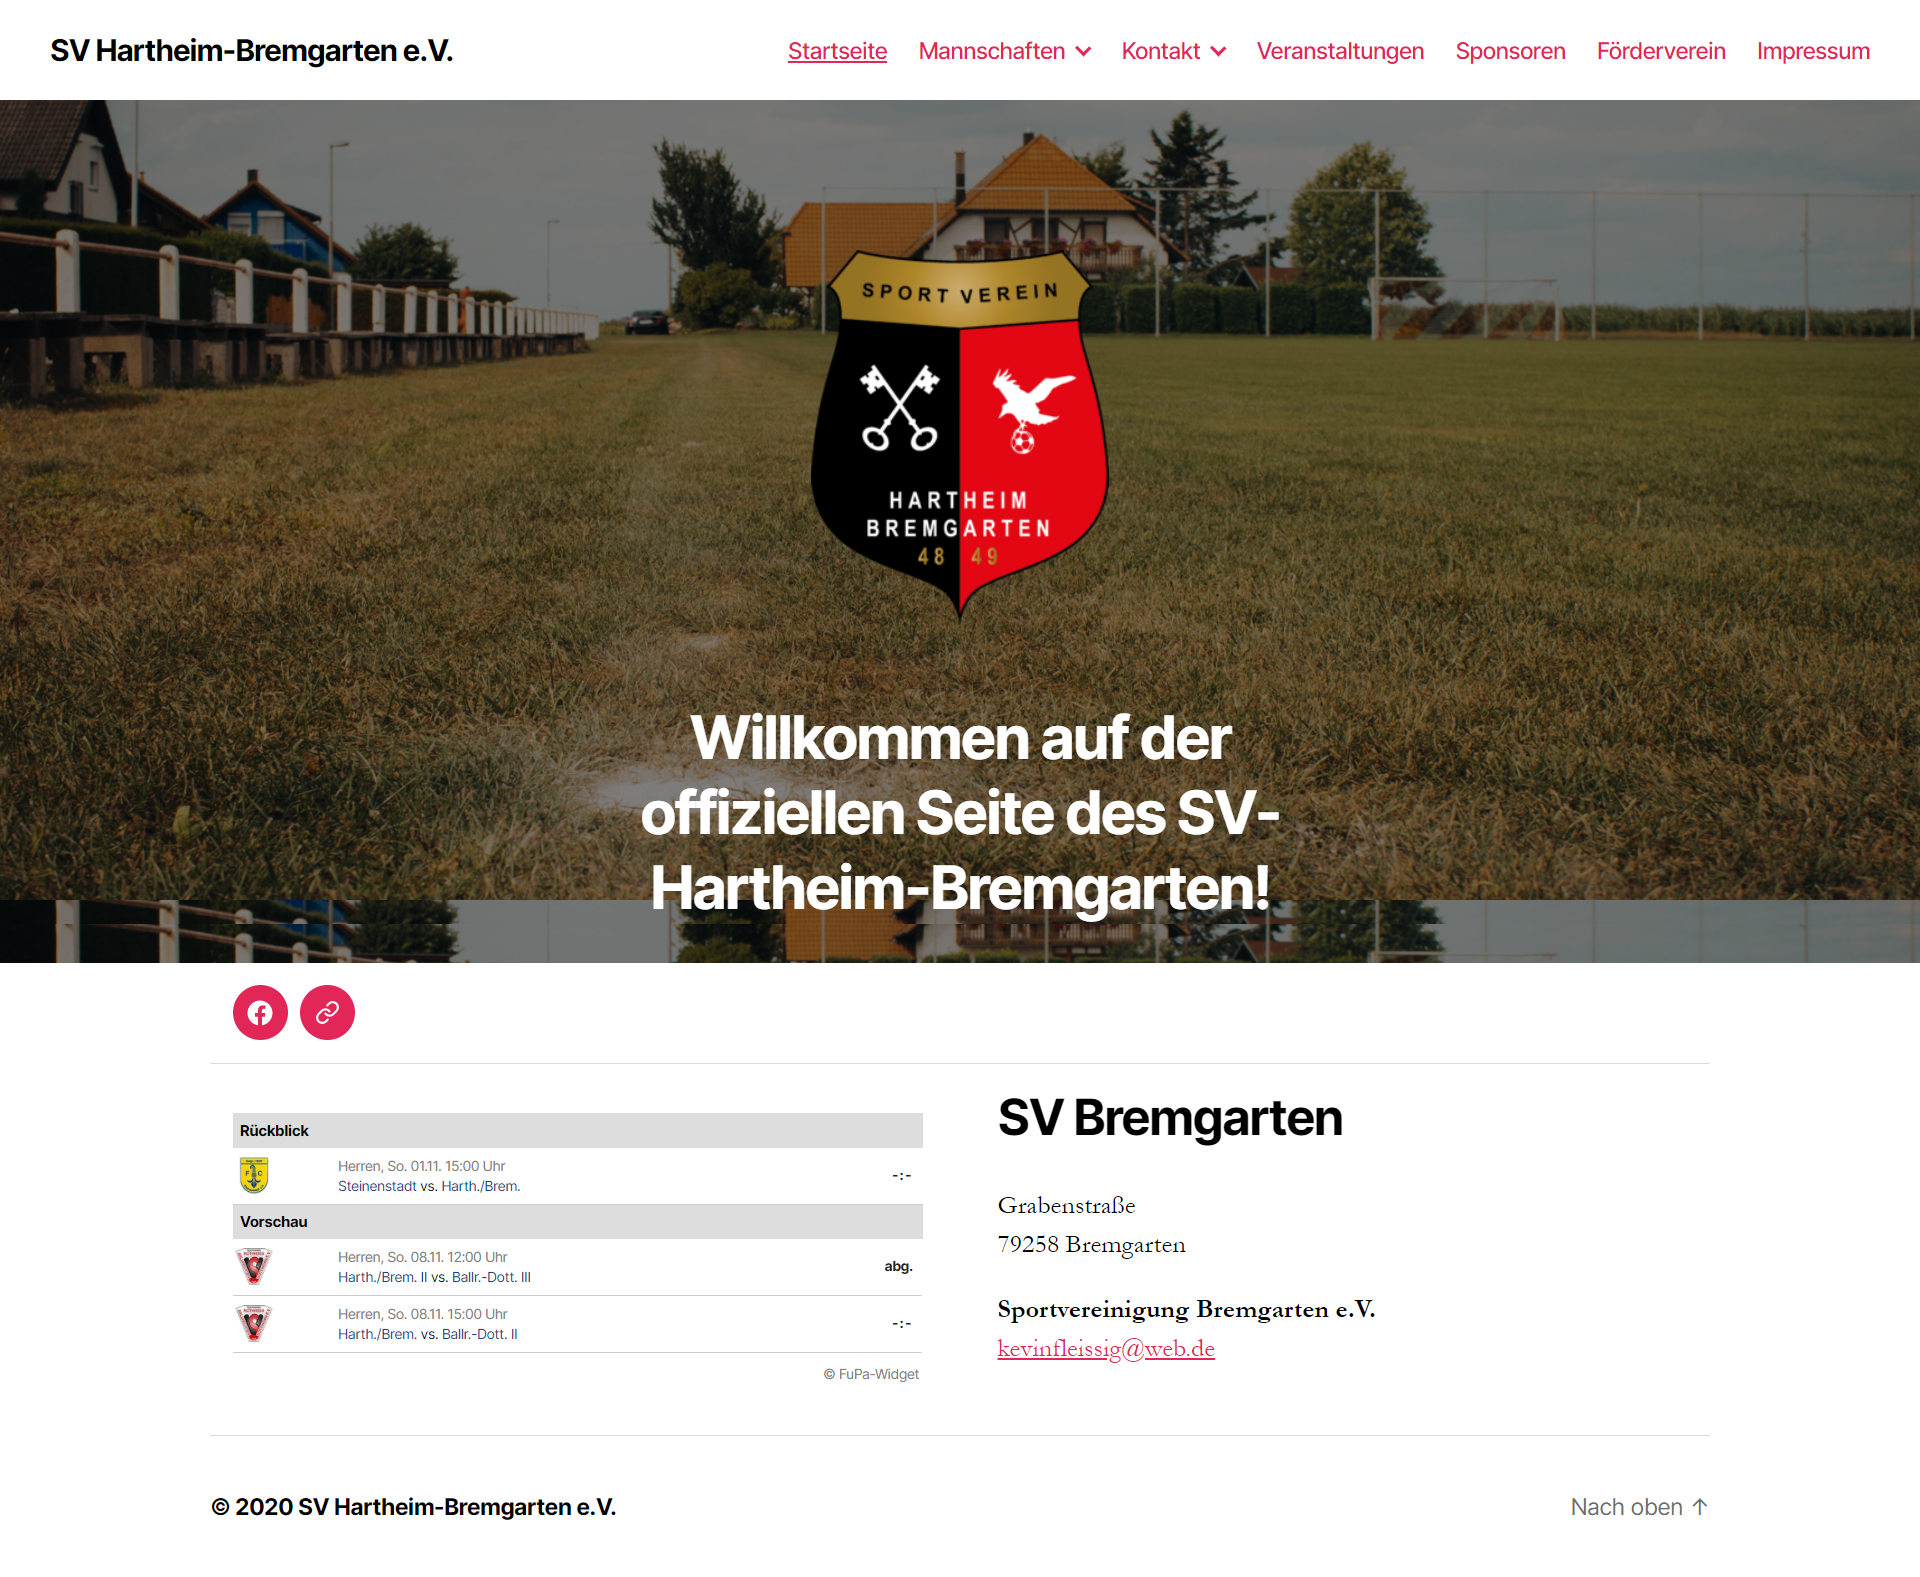 SV Hartheim-Bremgarten e.V.
Startseite Mannschaften Kontakt Veranstaltungen Sponsoren Förderverein Impressum
SPORT VEREIN
HARTHEIM
BREMGARTEN
48 49
Willkommen auf der
offiziellen Seite des SV-
Hartheim-Bremgarten!
Rückblick
Herren, So. 01.11. 15:00 Uhr
Steinenstadt vs. Harth./Brem.
-:-
Vorschau
Herren, So. 08.11. 12:00 Uhr
Harth./Brem. II vs. Ballr.-Dott. III
abg.
Herren, So. 08.11. 15:00 Uhr
Harth./Brem. vs. Ballr.-Dott. II
-:-
© FuPa-Widget
SV Bremgarten
Grabenstraße
79258 Bremgarten
Sportvereinigung Bremgarten e.V.
kevinfleissig@web.de
© 2020 SV Hartheim-Bremgarten e.V.
Nach oben ↑